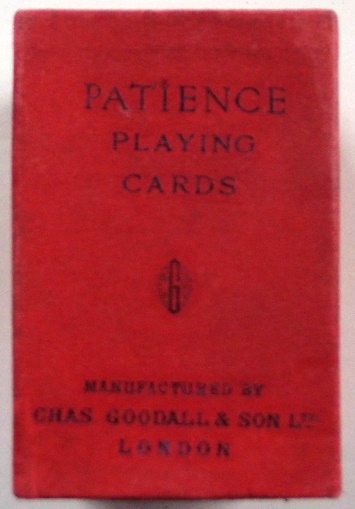 PATIENCE
PLAYING
CARDS
G
MANUFACTURED BY
CHAS GOODALL & SON LTD
LONDON